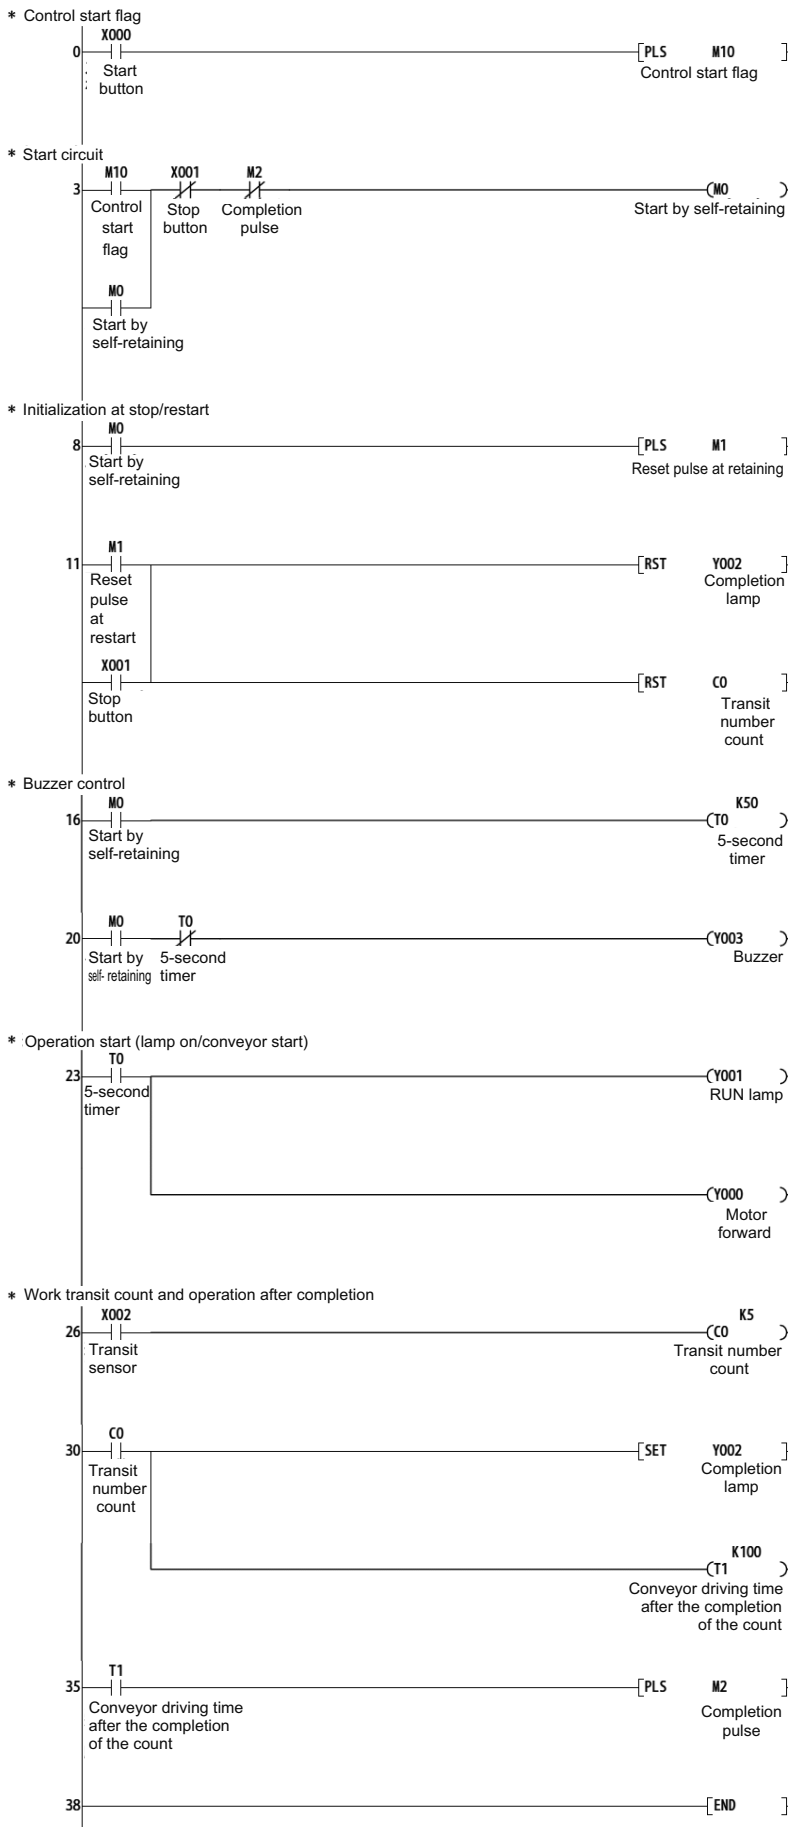 * Control start flag
X000
0
[PLS M10 ]
Start
button
Control start flag
* Start circuit
M10 X001 M2
3
(M0 )
Control
start
flag
Stop
button
Completion
pulse
Start by self-retaining
M0
Start by
self-retaining
* Initialization at stop/restart
M0
8
[PLS M1 ]
Start by
self-retaining
Reset pulse at retaining
M1
11
[RST Y002 ]
Reset
pulse
at
restart
Completion
lamp
X001
[RST C0 ]
Stop
button
Transit
number
count
* Buzzer control
M0
K50
16
(T0 )
Start by
self-retaining
5-second
timer
M0 T0
20
(Y003 )
Start by
self- retaining
5-second
timer
Buzzer
* Operation start (lamp on/conveyor start)
T0
23
(Y001 )
5-second
timer
RUN lamp
(Y000 )
Motor
forward
* Work transit count and operation after completion
X002
K5
26
(C0 )
Transit
sensor
Transit number
count
C0
30
[SET Y002 ]
Transit
number
count
Completion
lamp
K100
(T1 )
Conveyor driving time
after the completion
of the count
T1
35
[PLS M2 ]
Conveyor driving time
after the completion
of the count
Completion
pulse
38
[END ]